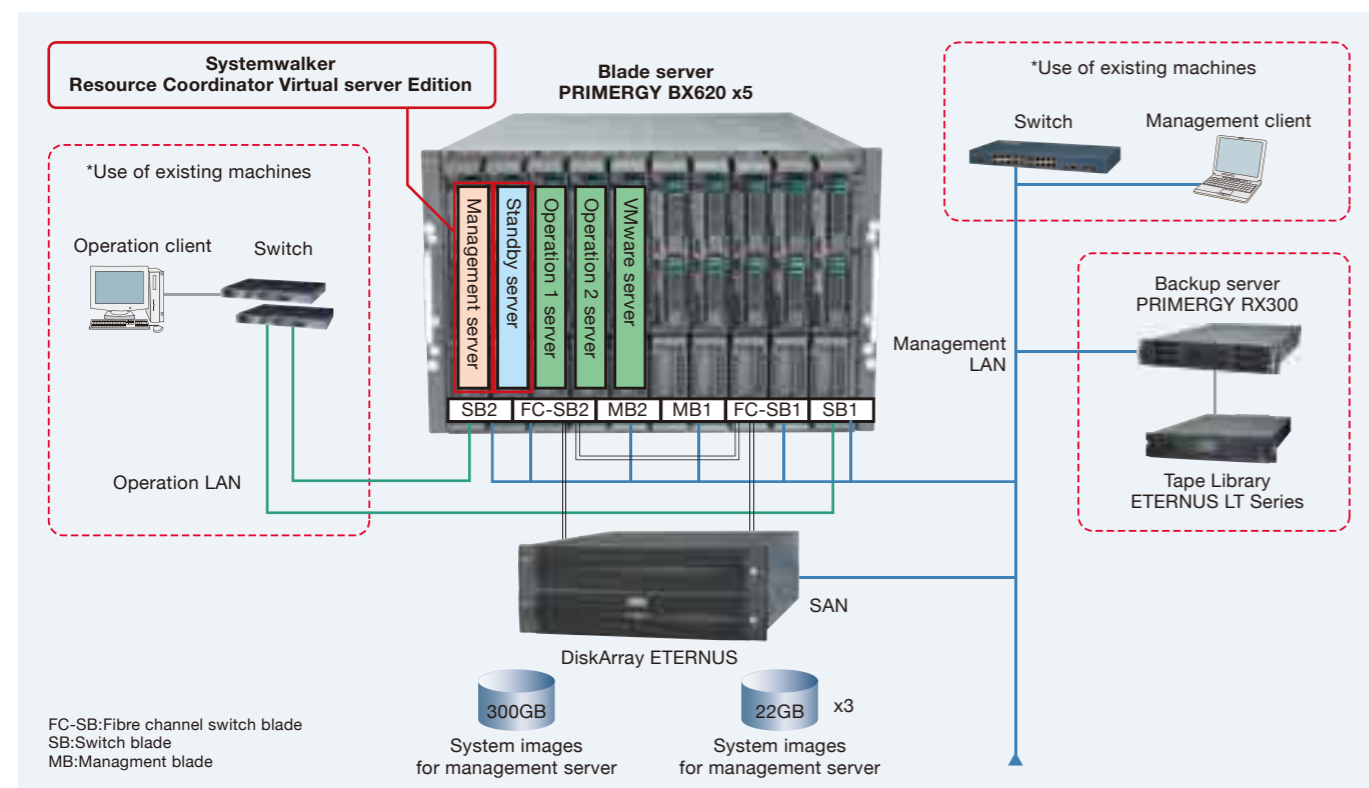 Systemwalker
Resource Coordinator Virtual server Edition
Blade server
PRIMERGY BX620 x5
*Use of existing machines
Switch
Management client
*Use of existing machines
Operation client
Switch
Management server
Standby server
Operation 1 server
Operation 2 server
VMware server
Backup server
PRIMERGY RX300
Management
LAN
SB2
FC-SB2
MB2
MB1
FC-SB1
SB1
Tape Library
ETERNUS LT Series
Operation LAN
SAN
DiskArray ETERNUS
300GB
22GB
x3
System images
for management server
System images
for management server
FC-SB:Fibre channel switch blade
SB:Switch blade
MB:Managment blade